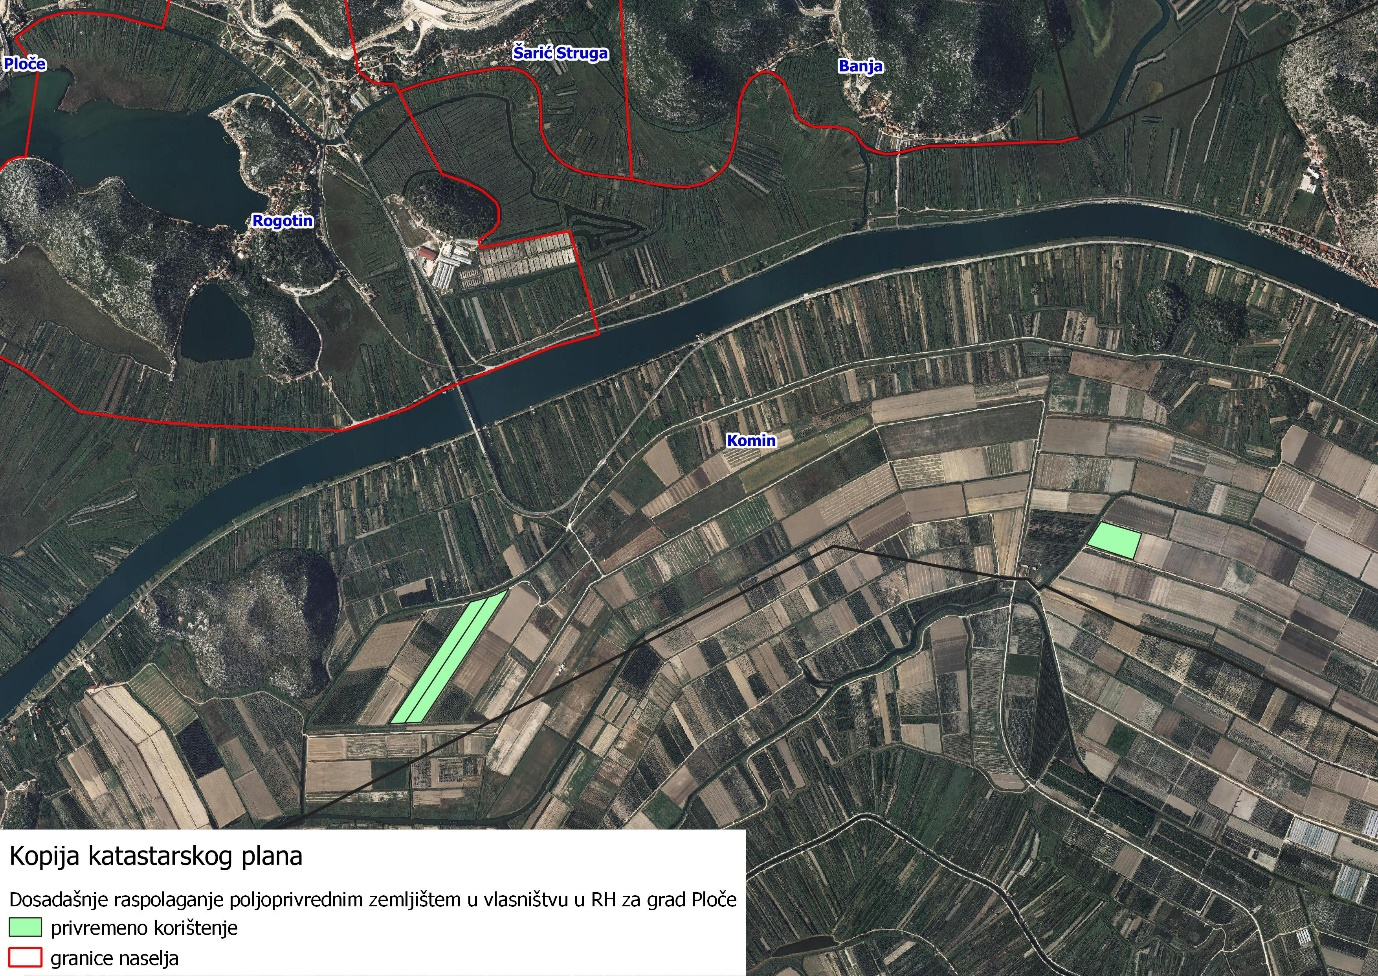 Šarić Struga
Ploče
Banja
Rogotin
Komin
Kopija katastarskog plana
Dosadašnje raspolaganje poljoprivrednim zemljištem u vlasništvu u RH za grad Ploče
privremeno korištenje
granice naselja